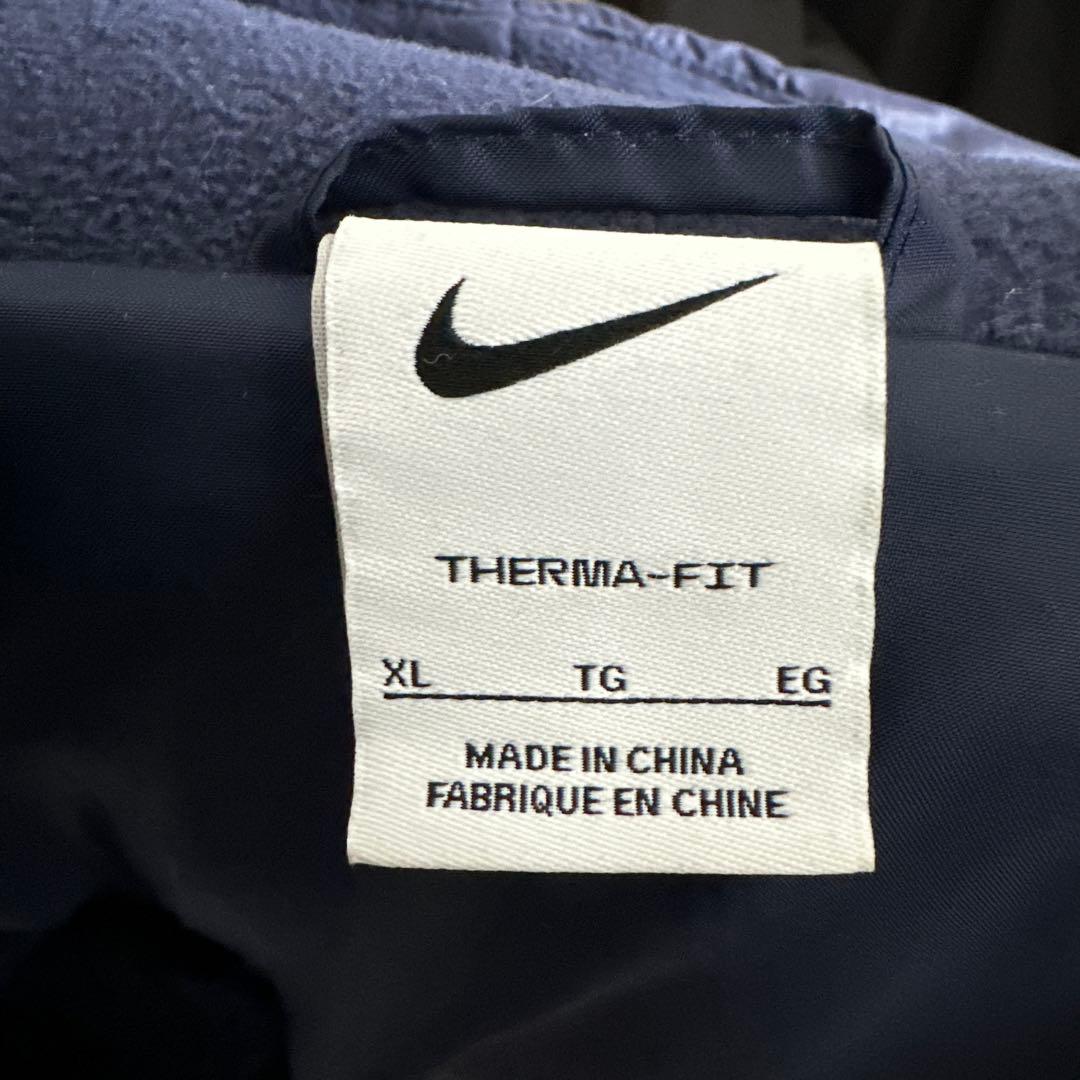 THERMA-FIT
XL TG EG
MADE IN CHINA
FABRIQUE EN CHINE